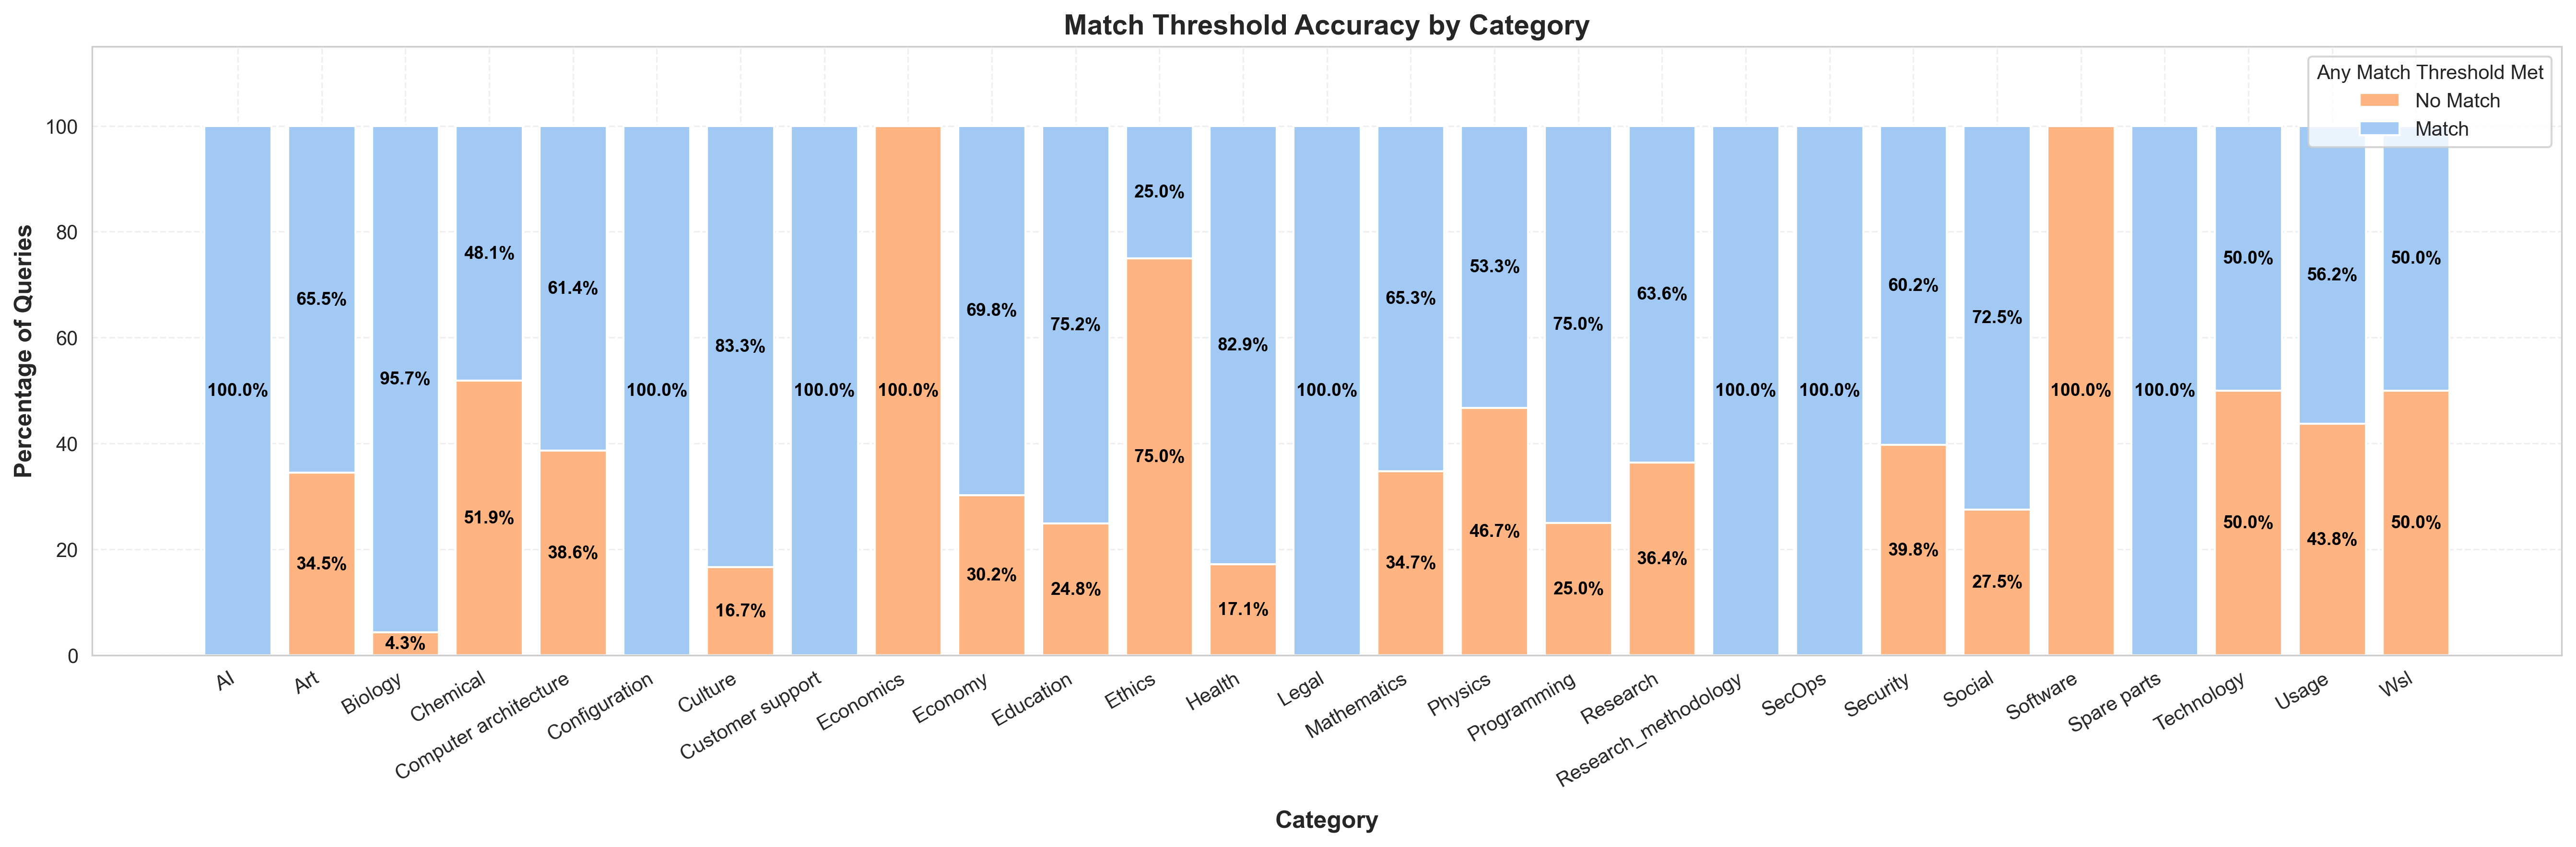 Match Threshold Accuracy by Category
Any Match Threshold Met
No Match
Match
Percentage of Queries
100
80
60
40
20
0
100.0%
65.5%
34.5%
95.7%
4.3%
48.1%
51.9%
61.4%
38.6%
100.0%
83.3%
16.7%
100.0%
100.0%
69.8%
30.2%
75.2%
24.8%
25.0%
75.0%
82.9%
17.1%
100.0%
65.3%
34.7%
53.3%
46.7%
75.0%
25.0%
63.6%
36.4%
100.0%
100.0%
60.2%
39.8%
72.5%
27.5%
100.0%
100.0%
50.0%
50.0%
56.2%
43.8%
50.0%
50.0%
AI
Art
Biology
Chemical
Computer architecture
Configuration
Culture
Customer support
Economics
Economy
Education
Ethics
Health
Legal
Mathematics
Physics
Programming
Research
Research_methodology
SecOps
Security
Social
Software
Spare parts
Technology
Usage
Wsl
Category